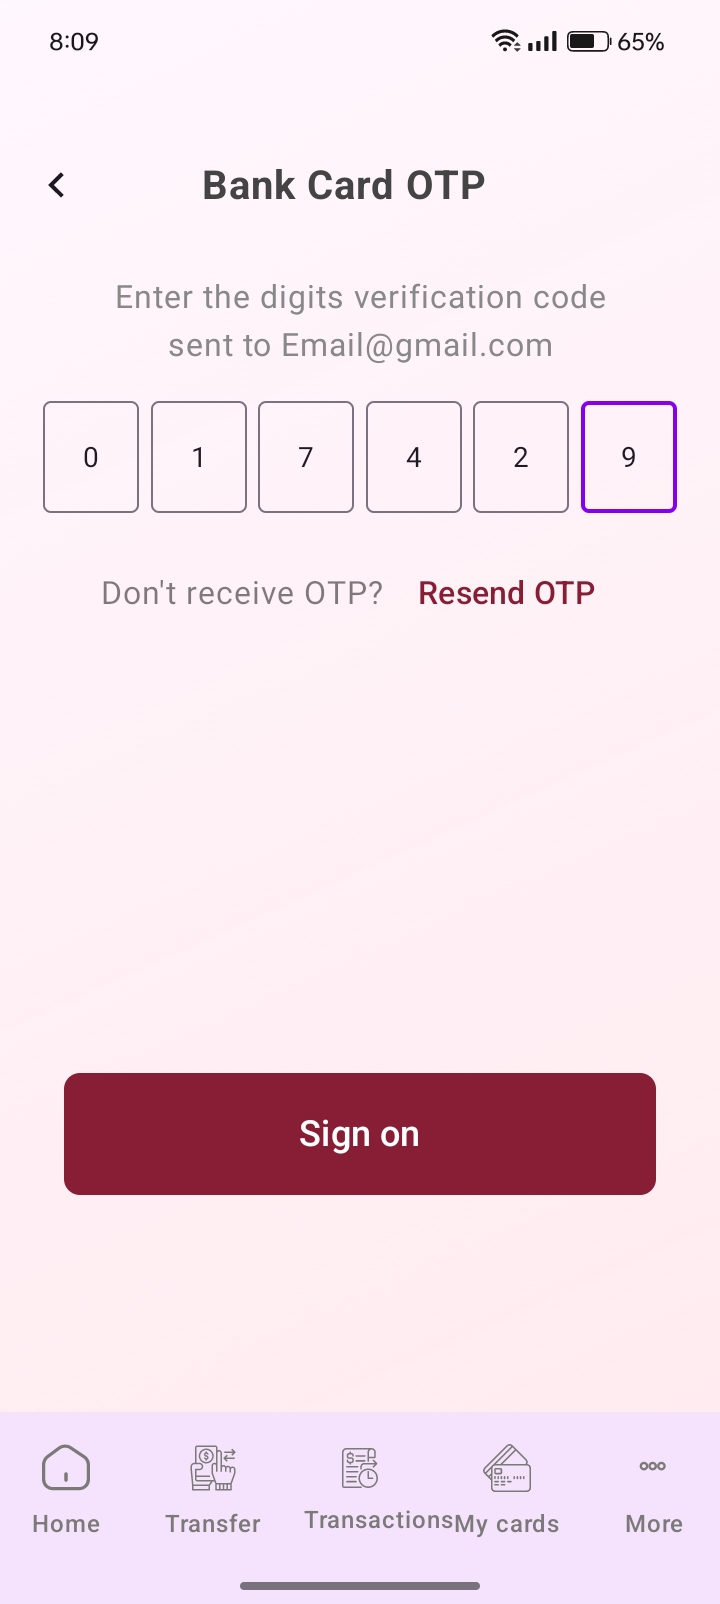 8:09 65%
Bank Card OTP
Enter the digits verification code
sent to Email@gmail.com
0 1 7 4 2 9
Don't receive OTP? Resend OTP
Sign on
Home Transfer Transactions My cards More